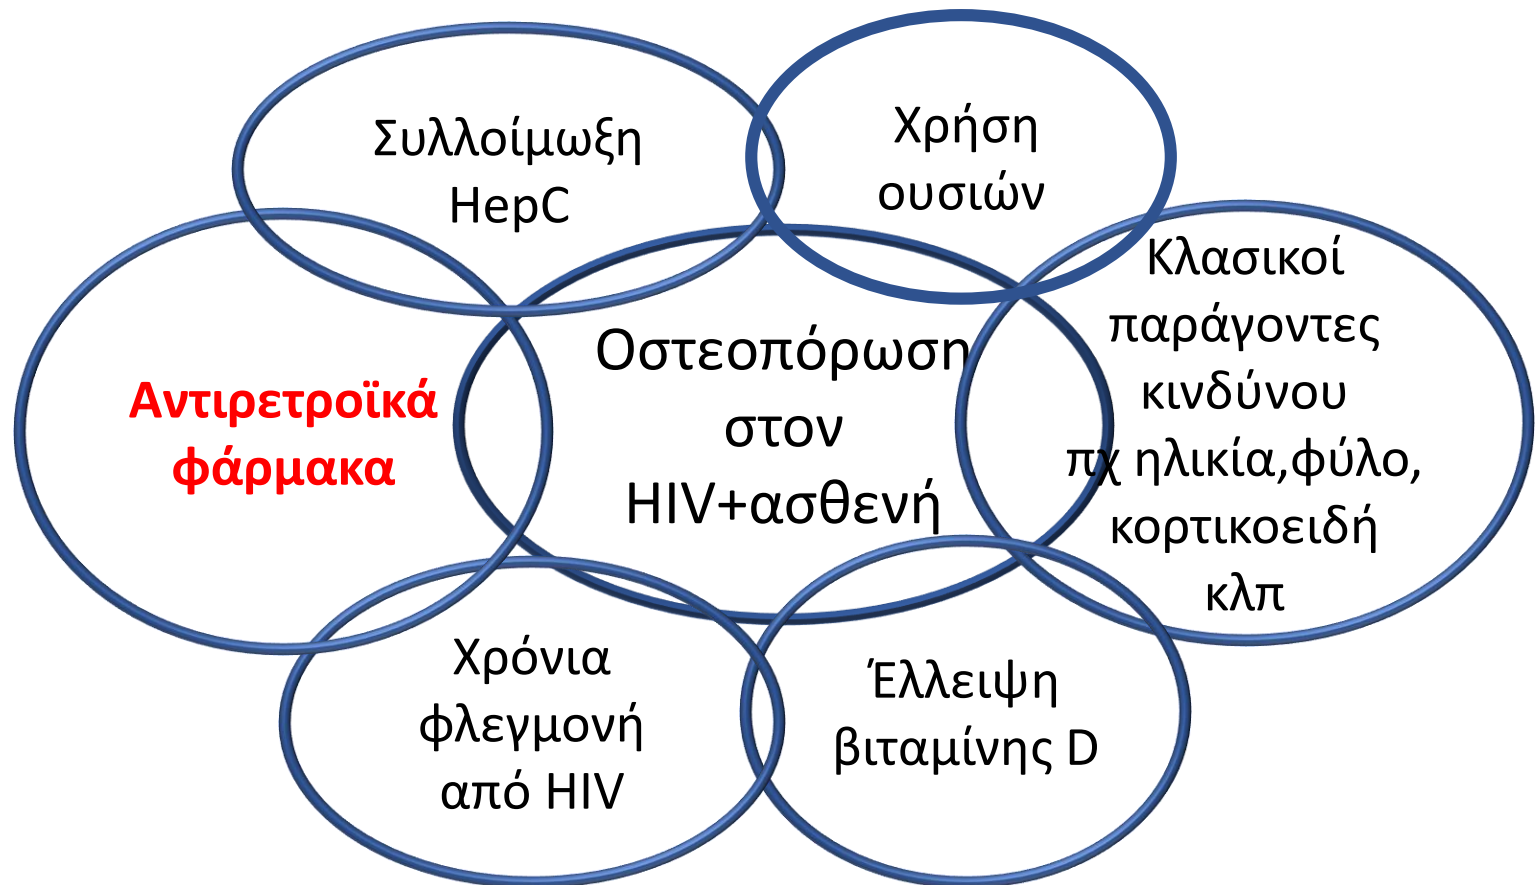 Συλλοίμωξη
HepC
Χρήση
ουσιών
Αντιρετροϊκά
φάρμακα
Οστεοπόρωση
στον
HIV+ασθενή
Κλασικοί
παράγοντες
κινδύνου
πχ ηλικία,φύλο,
κορτικοειδή
κλπ
Χρόνια
φλεγμονή
από HIV
Έλλειψη
βιταμίνης D